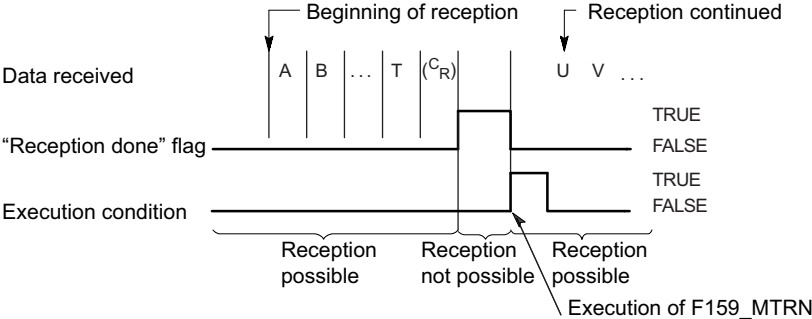 Beginning of reception
Reception continued
Data received
A B ... T (CR) U V ...
TRUE
“Reception done” flag
FALSE
TRUE
Execution condition
FALSE
Reception possible
Reception not possible
Reception possible
Execution of F159_MTRN